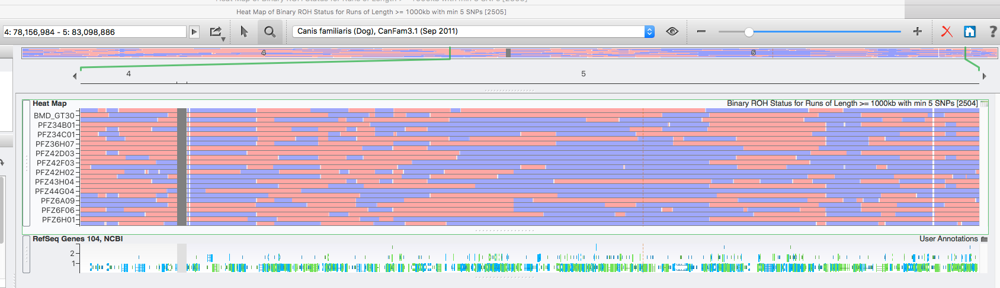 Heat Map of Binary ROH Status for Runs of Length >= 1000kb with min 5 SNPs [2505]
4: 78,156,984 - 5: 83,098,886
Canis familiaris (Dog), CanFam3.1 (Sep 2011)
?
4
5
4
5
Heat Map
Binary ROH Status for Runs of Length >= 1000kb with min 5 SNPs [2504]
BMD_GT30
PFZ34B01
PFZ34C01
PFZ36H07
PFZ42D03
PFZ42F03
PFZ42H02
PFZ43H04
PFZ44G04
PFZ6A09
PFZ6F06
PFZ6H01
RefSeq Genes 104, NCBI
User Annotations
2
1